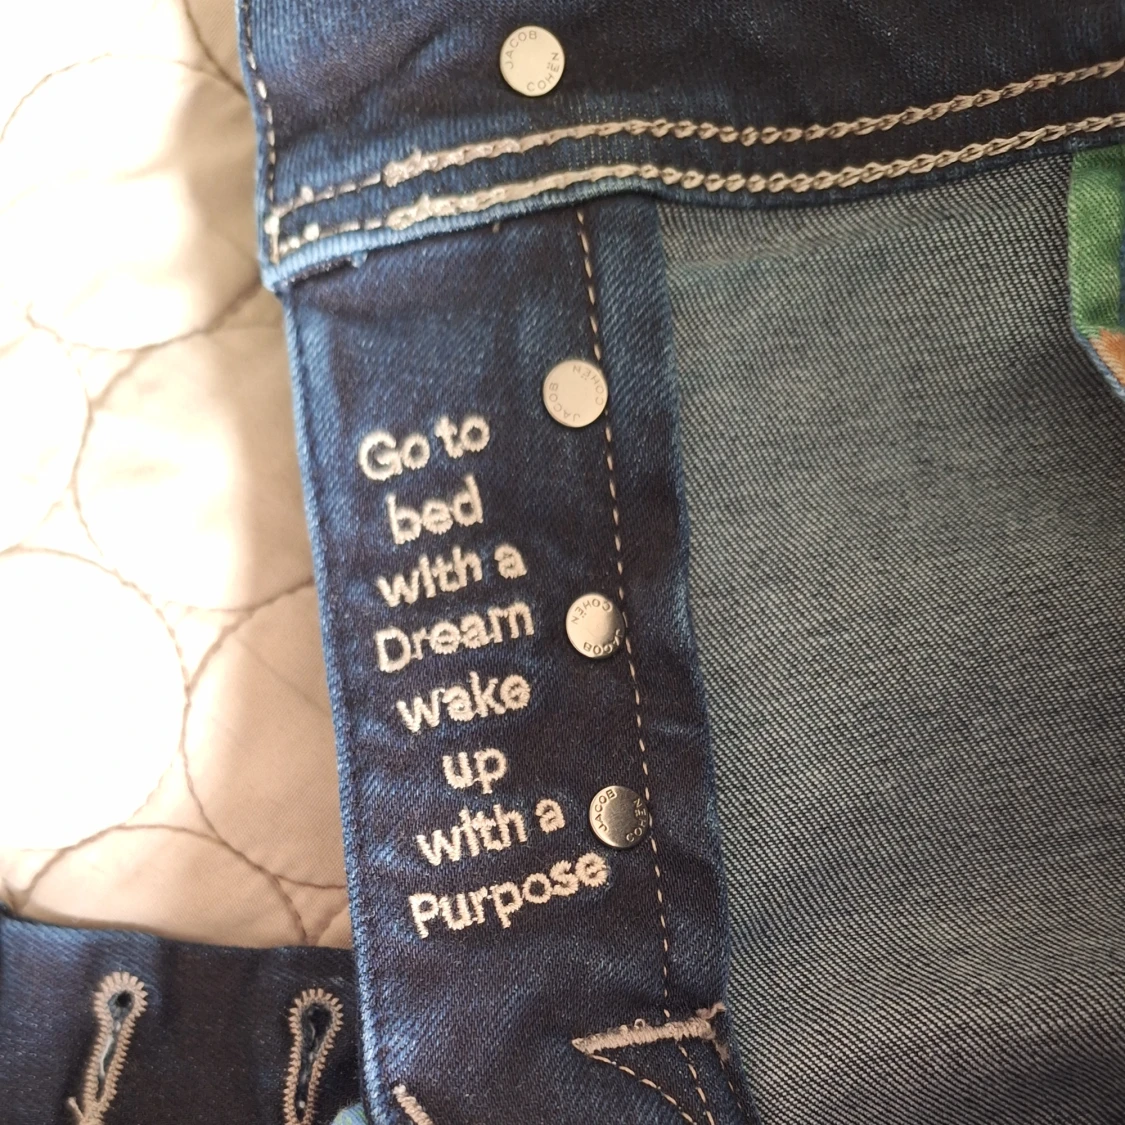 JACOB COHËN
JACOB COHËN
Go to
bed
with a
Dream
wake
up
with a
Purpose
JACOB COHËN
JACOB COHËN